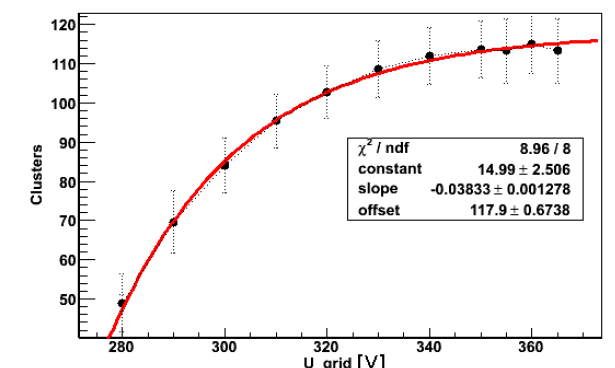 120
110
100
90
80
70
60
50
Clusters
χ² / ndf 8.96 / 8
constant 14.99 ± 2.506
slope -0.03833 ± 0.001278
offset 117.9 ± 0.6738
280 300 320 340 360
U_grid [V]